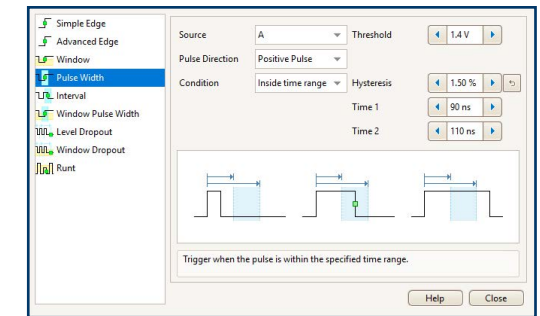 Simple Edge
Advanced Edge
Window
Pulse Width
Interval
Window Pulse Width
Level Dropout
Window Dropout
Runt
Source A Threshold 1.4 V
Pulse Direction Positive Pulse
Condition Inside time range Hysteresis 1.50 %
Time 1 90 ns
Time 2 110 ns
Trigger when the pulse is within the specified time range.
Help Close